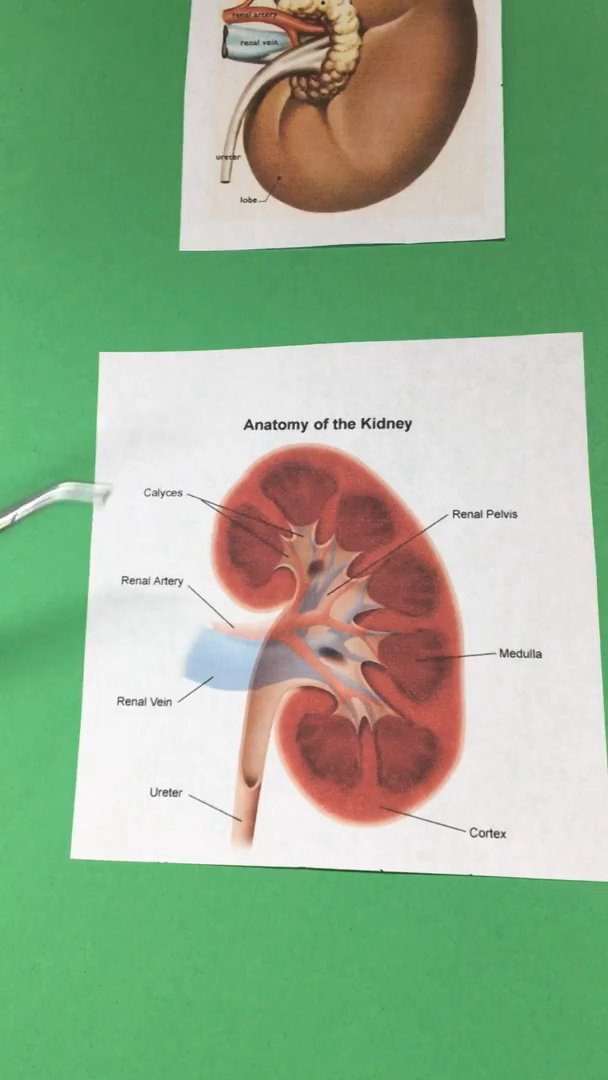 renal artery
renal vein
ureter
lobe
Anatomy of the Kidney
Calyces
Renal Pelvis
Renal Artery
Medulla
Renal Vein
Ureter
Cortex